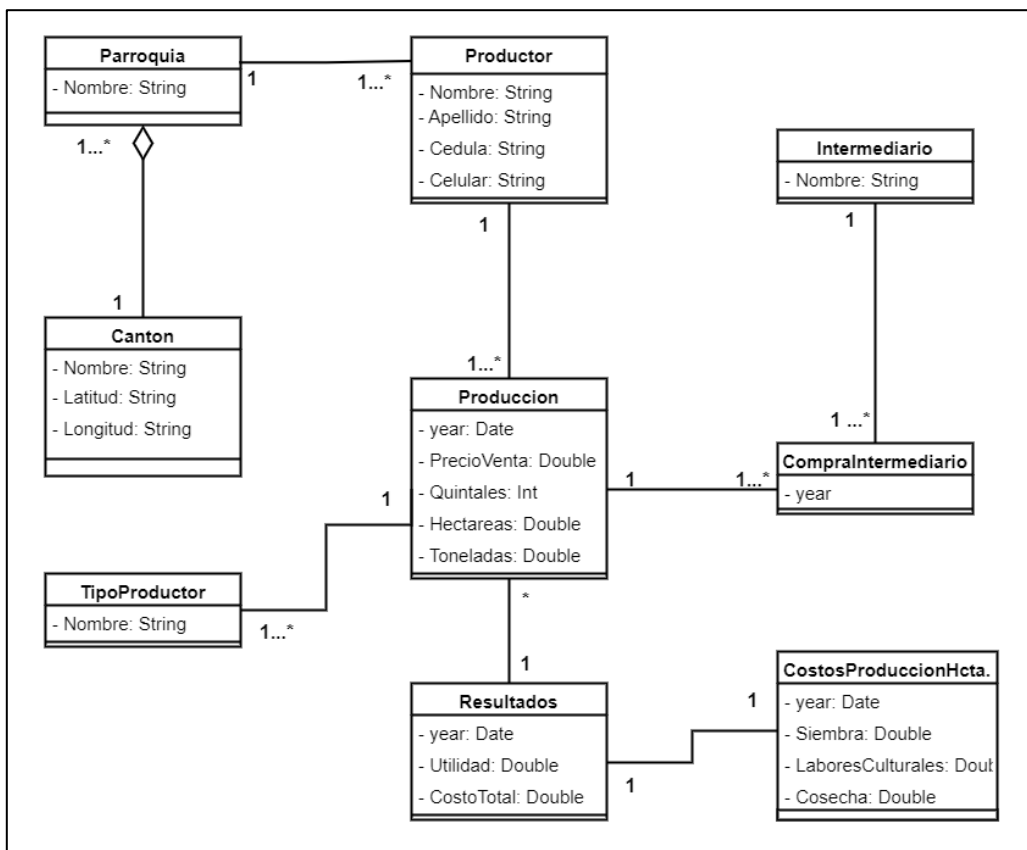 Parroquia
- Nombre: String
1
1...*
Productor
- Nombre: String
- Apellido: String
- Cedula: String
- Celular: String
1...*
1
Canton
- Nombre: String
- Latitud: String
- Longitud: String
1
1...*
Intermediario
- Nombre: String
1
1 ...*
Produccion
- year: Date
- PrecioVenta: Double
- Quintales: Int
- Hectareas: Double
- Toneladas: Double
1
1...*
CompraIntermediario
- year
1
1...*
TipoProductor
- Nombre: String
*
1
Resultados
- year: Date
- Utilidad: Double
- CostoTotal: Double
1
1
CostosProduccionHcta.
- year: Date
- Siembra: Double
- LaboresCulturales: Doul
- Cosecha: Double